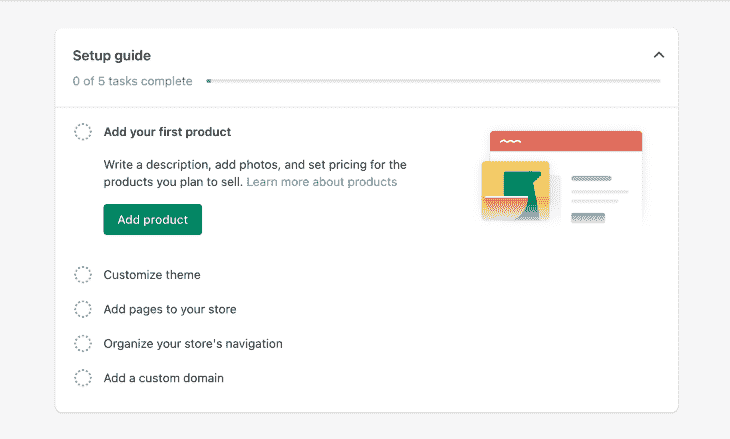 Setup guide
0 of 5 tasks complete
Add your first product
Write a description, add photos, and set pricing for the
products you plan to sell. Learn more about products
Add product
Customize theme
Add pages to your store
Organize your store's navigation
Add a custom domain